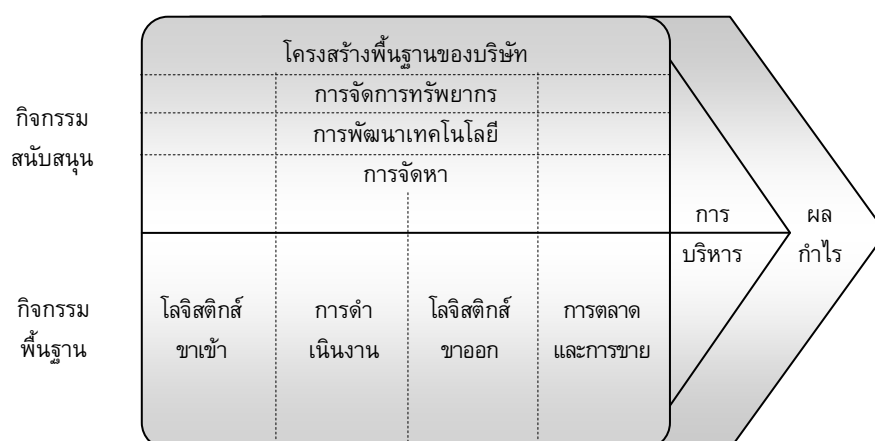 โครงสร้างพื้นฐานของบริษัท
การจัดการทรัพยากร
การพัฒนาเทคโนโลยี
การจัดหา
กิจกรรม
สนับสนุน
การ
บริหาร
ผล
กำไร
กิจกรรม
พื้นฐาน
โลจิสติกส์
ขาเข้า
การดำ
เนินงาน
โลจิสติกส์
ขาออก
การตลาด
และการขาย